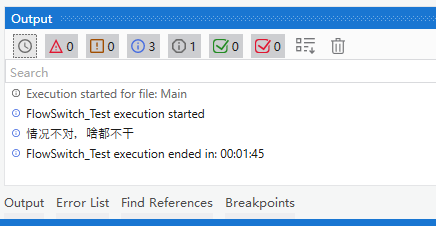 Output
0 0 3 1 0 0
Search
Execution started for file: Main
FlowSwitch_Test execution started
情况不对，啥都不干
FlowSwitch_Test execution ended in: 00:01:45
Output Error List Find References Breakpoints